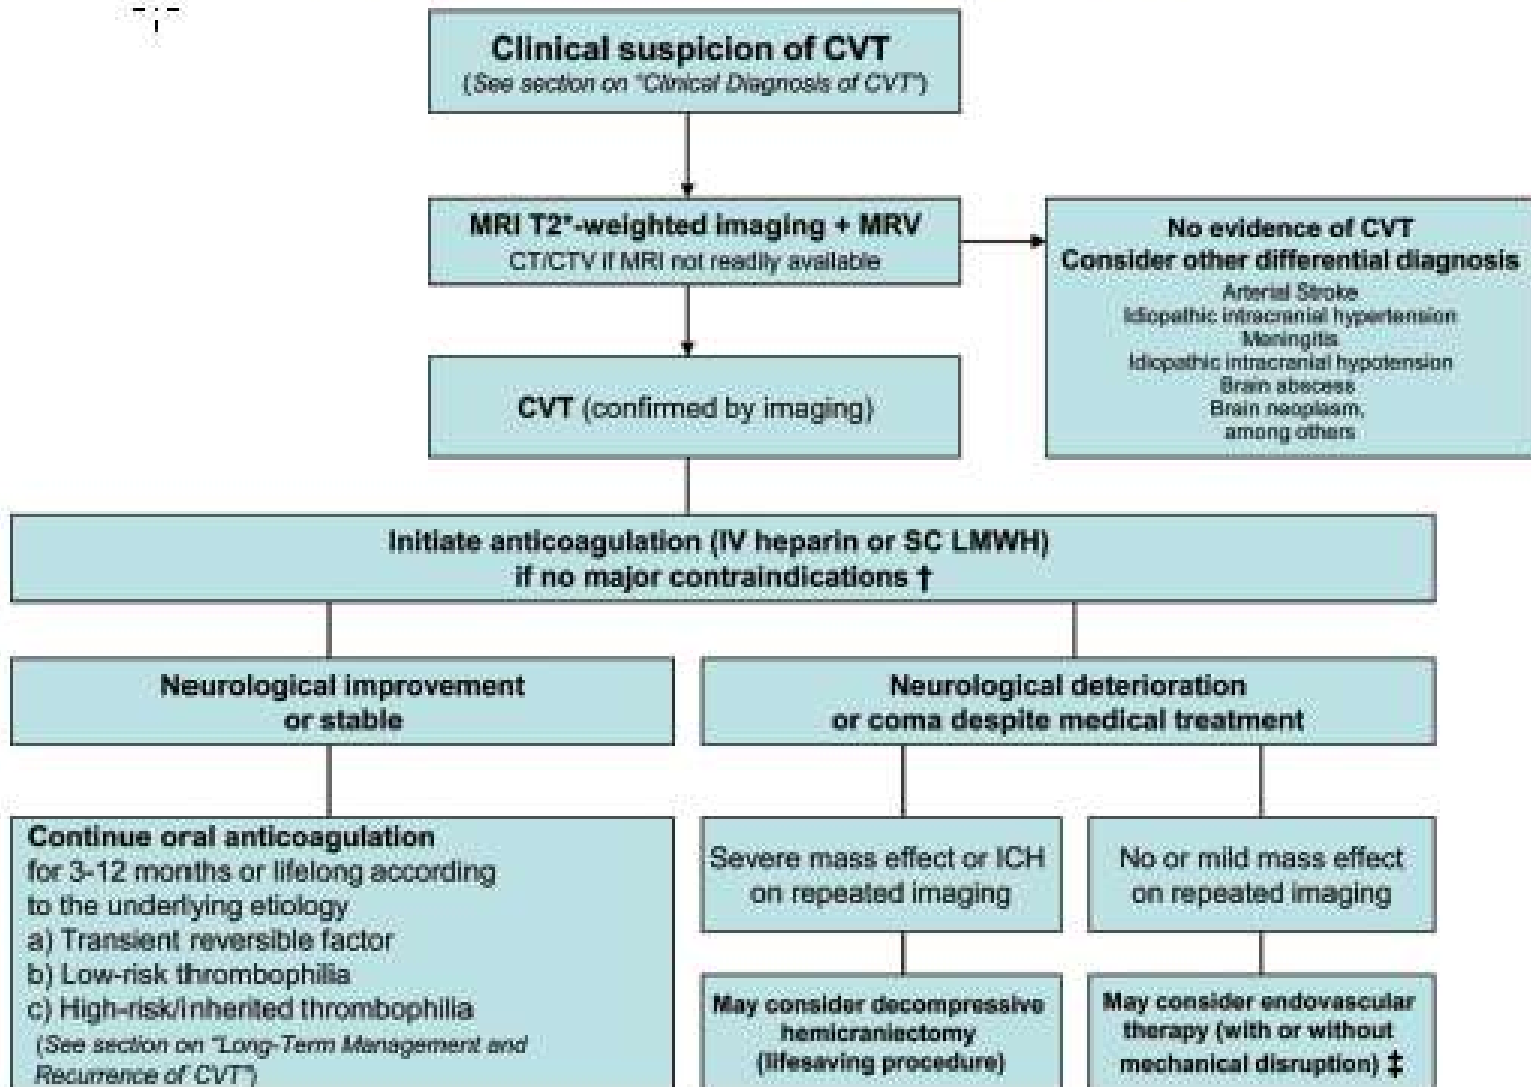 Clinical suspicion of CVT
(See section on "Clinical Diagnosis of CVT")
MRI T2*-weighted imaging + MRV
CT/CTV if MRI not readily available
No evidence of CVT
Consider other differential diagnosis
Arterial Stroke
Idiopathic intracranial hypertension
Meningitis
Idiopathic intracranial hypotension
Brain abscess
Brain neoplasm,
among others
CVT (confirmed by imaging)
Initiate anticoagulation (IV heparin or SC LMWH)
if no major contraindications †
Neurological improvement
or stable
Neurological deterioration
or coma despite medical treatment
Continue oral anticoagulation
for 3-12 months or lifelong according
to the underlying etiology
a) Transient reversible factor
b) Low-risk thrombophilia
c) High-risk/inherited thrombophilia
(See section on "Long-Term Management and
Recurrence of CVT")
Severe mass effect or ICH
on repeated imaging
No or mild mass effect
on repeated imaging
May consider decompressive
hemicraniectomy
(lifesaving procedure)
May consider endovascular
therapy (with or without
mechanical disruption) ‡